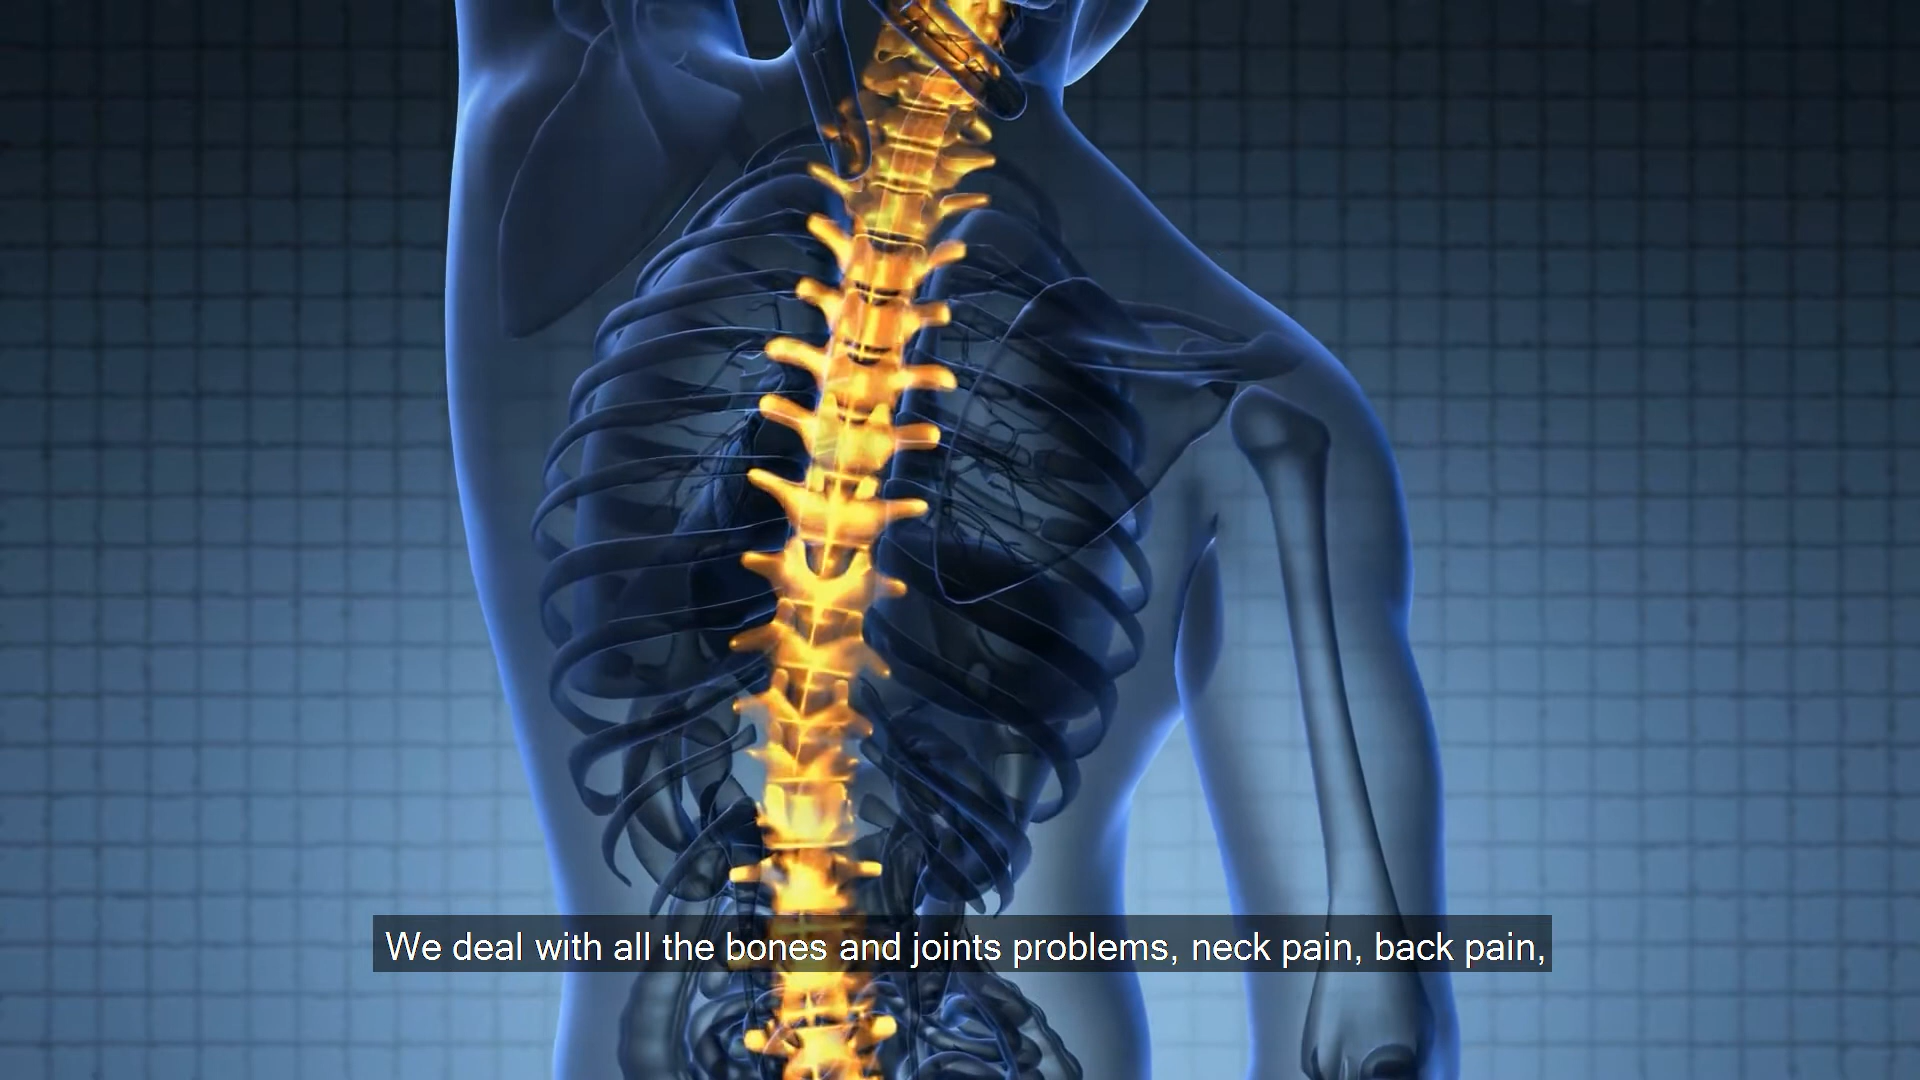 We deal with all the bones and joints problems, neck pain, back pain,